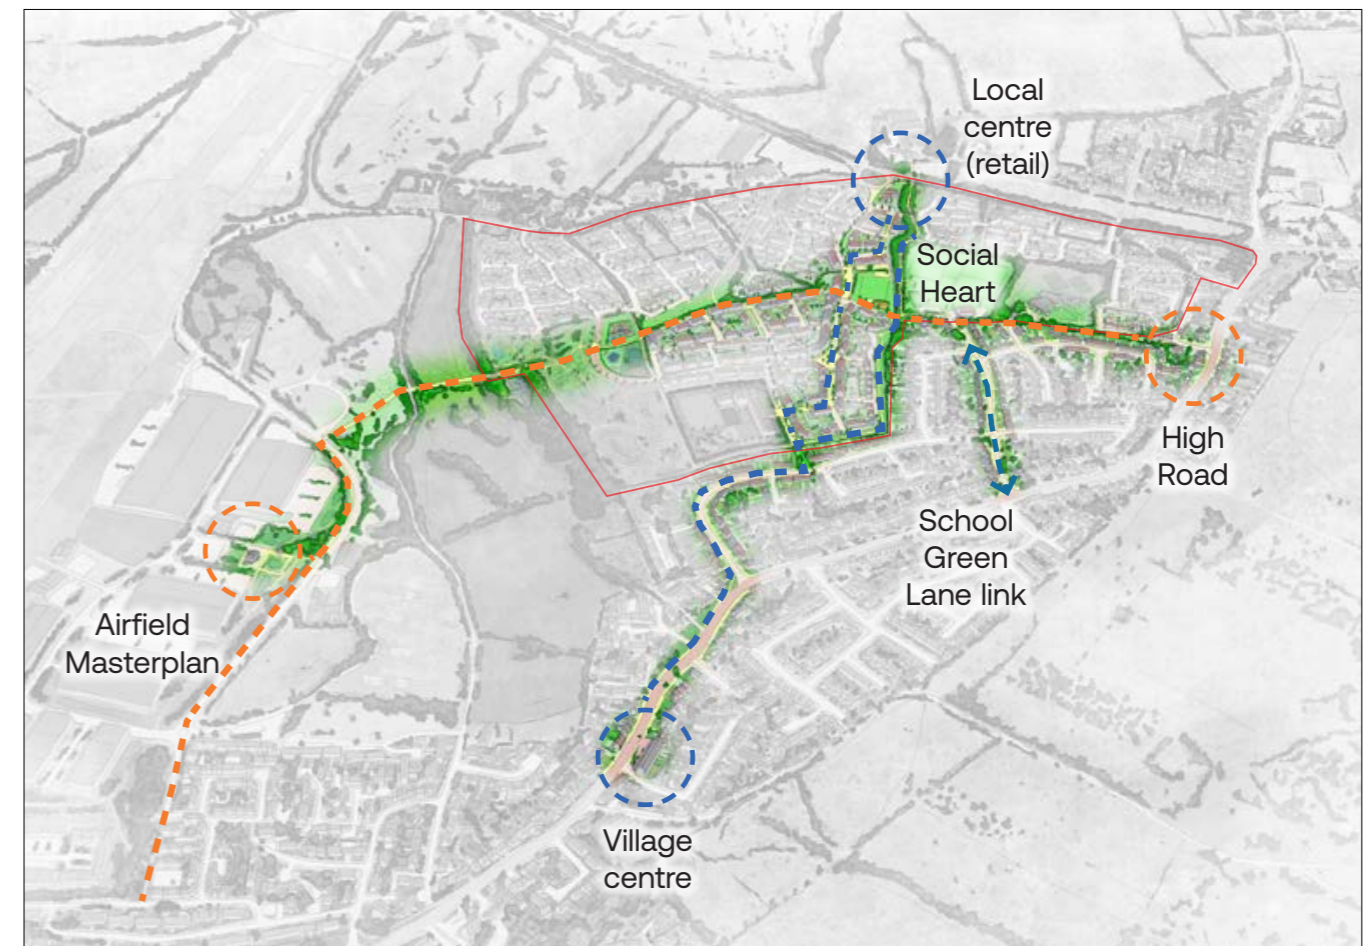 Local
centre
(retail)
Social
Heart
High
Road
School
Green
Lane link
Airfield
Masterplan
Village
centre